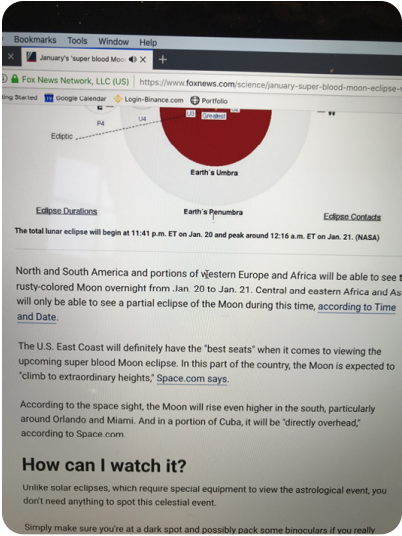 Bookmarks Tools Window Help
January's 'super blood Moo
Fox News Network, LLC (US) https://www.foxnews.com/science/january-super-blood-moon-eclipse-
ing Started Google Calendar Login-Binance.com Portfolio
P4 U4 U3 Greatest
Ecliptic
Earth's Umbra
Eclipse Durations Earth's Penumbra Eclipse Contacts
The total lunar eclipse will begin at 11:41 p.m. ET on Jan. 20 and peak around 12:16 a.m. ET on Jan. 21. (NASA)
North and South America and portions of western Europe and Africa will be able to see t
rusty-colored Moon overnight from Jan. 20 to Jan. 21. Central and eastern Africa and As
will only be able to see a partial eclipse of the Moon during this time, according to Time
and Date.
The U.S. East Coast will definitely have the "best seats" when it comes to viewing the
upcoming super blood Moon eclipse. In this part of the country, the Moon is expected to
"climb to extraordinary heights," Space.com says.
According to the space sight, the Moon will rise even higher in the south, particularly
around Orlando and Miami. And in a portion of Cuba, it will be "directly overhead,"
according to Space.com
How can I watch it?
Unlike solar eclipses, which require special equipment to view the astrological event, you
don't need anything to spot this celestial event.
Simply make sure you're at a dark spot and possibly pack some binoculars if you really